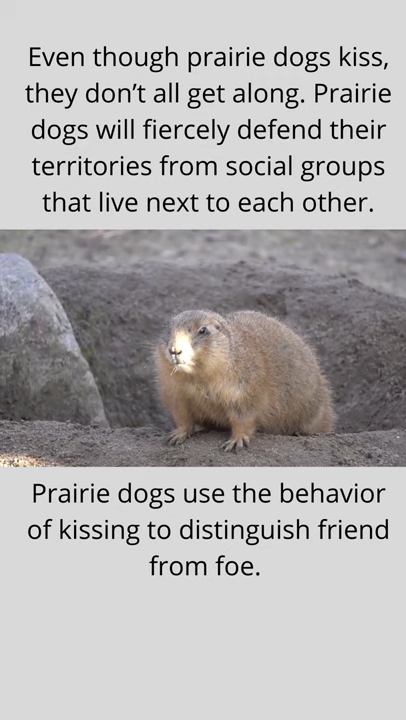 Even though prairie dogs kiss,
they don’t all get along. Prairie
dogs will fiercely defend their
territories from social groups
that live next to each other.
Prairie dogs use the behavior
of kissing to distinguish friend
from foe.